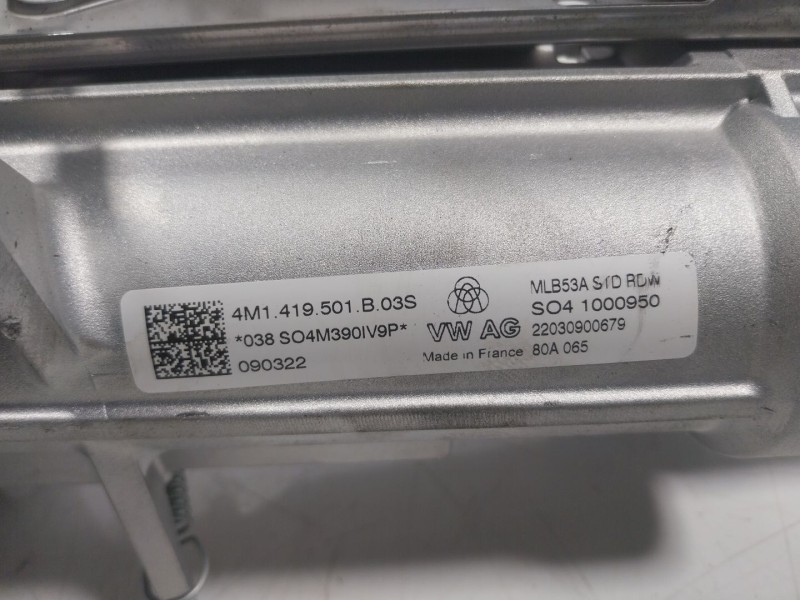 4M1.419.501.B.03S
*038 SO4M390IV9P*
090322
VW AG
Made in France
MLB53A STD RDW
SO4 1000950
22030900679
80A 065